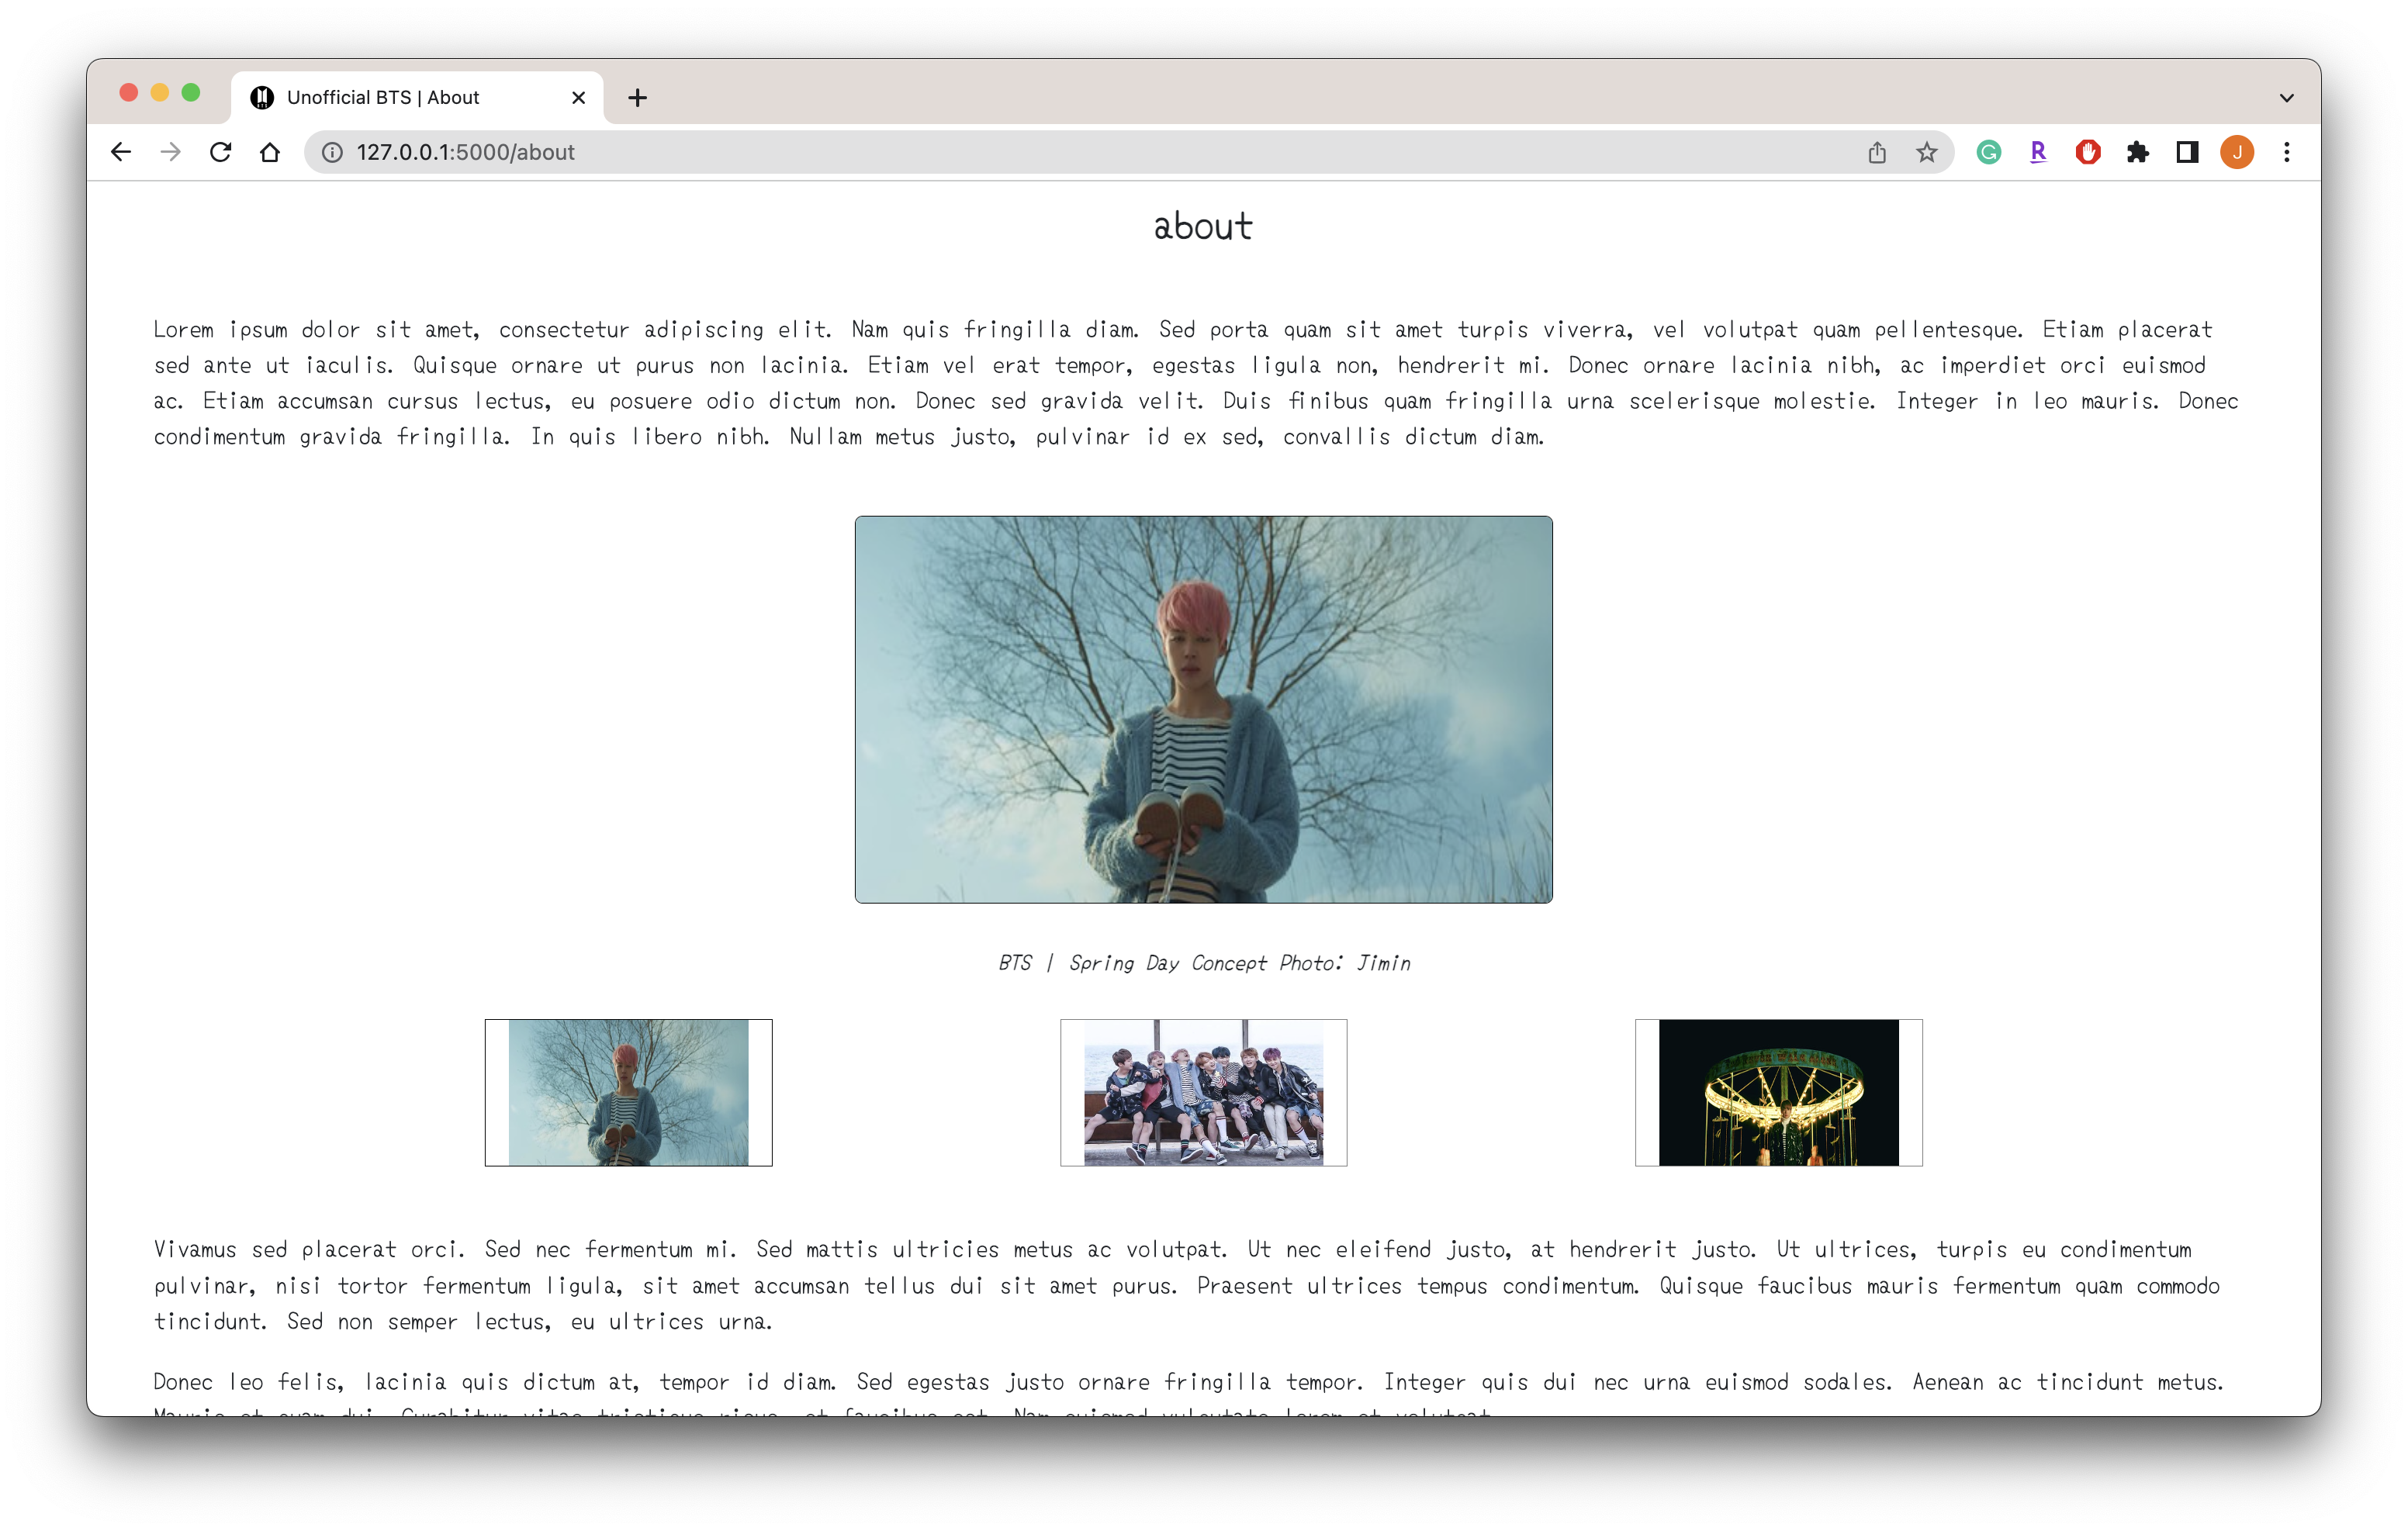 Unofficial BTS | About
127.0.0.1:5000/about
R
J
about
Lorem ipsum dolor sit amet, consectetur adipiscing elit. Nam quis fringilla diam. Sed porta quam sit amet turpis viverra, vel volutpat quam pellentesque. Etiam placerat
sed ante ut iaculis. Quisque ornare ut purus non lacinia. Etiam vel erat tempor, egestas ligula non, hendrerit mi. Donec ornare lacinia nibh, ac imperdiet orci euismod
ac. Etiam accumsan cursus lectus, eu posuere odio dictum non. Donec sed gravida velit. Duis finibus quam fringilla urna scelerisque molestie. Integer in leo mauris. Donec
condimentum gravida fringilla. In quis libero nibh. Nullam metus justo, pulvinar id ex sed, convallis dictum diam.
BTS | Spring Day Concept Photo: Jimin
Vivamus sed placerat orci. Sed nec fermentum mi. Sed mattis ultricies metus ac volutpat. Ut nec eleifend justo, at hendrerit justo. Ut ultrices, turpis eu condimentum
pulvinar, nisi tortor fermentum ligula, sit amet accumsan tellus dui sit amet purus. Praesent ultrices tempus condimentum. Quisque faucibus mauris fermentum quam commodo
tincidunt. Sed non semper lectus, eu ultrices urna.
Donec leo felis, lacinia quis dictum at, tempor id diam. Sed egestas justo ornare fringilla tempor. Integer quis dui nec urna euismod sodales. Aenean ac tincidunt metus.